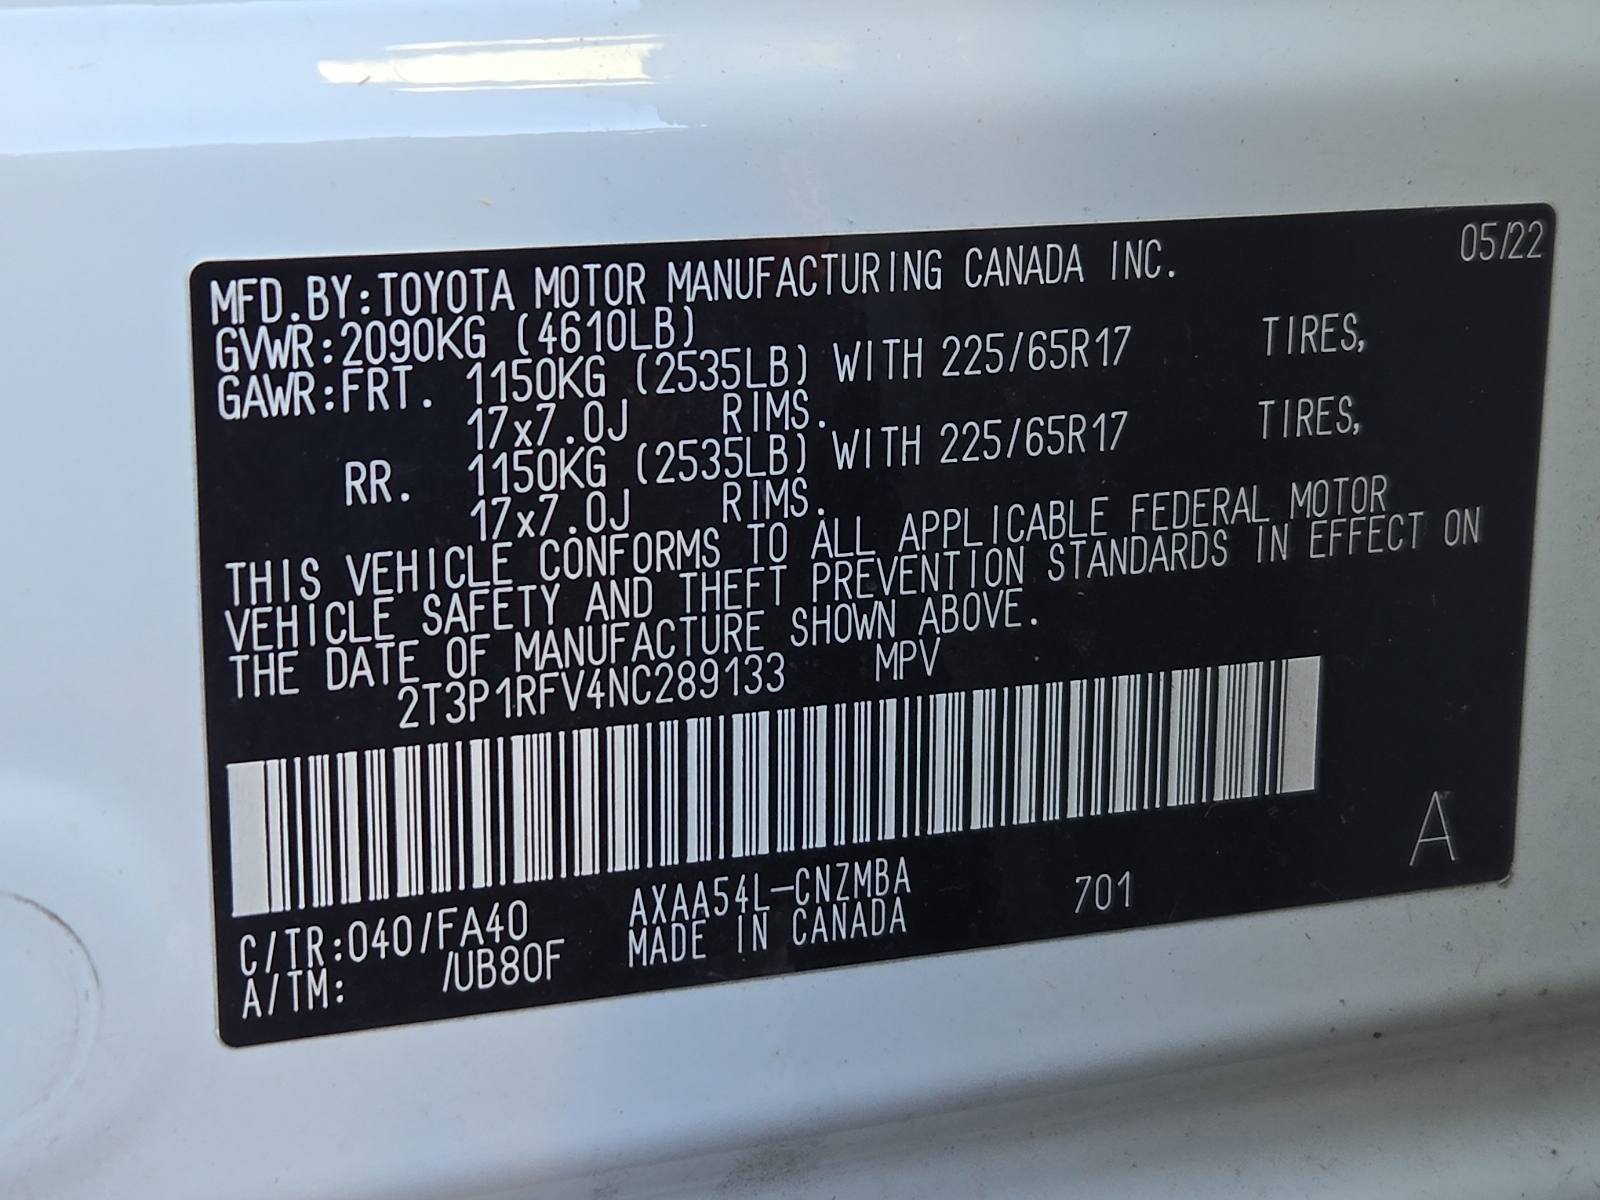 MFD.BY:TOYOTA MOTOR MANUFACTURING CANADA INC. 05/22
GVWR:2090KG (4610LB)
GAWR:FRT. 1150KG (2535LB) WITH 225/65R17 TIRES,
17x7.0J RIMS.
RR. 1150KG (2535LB) WITH 225/65R17 TIRES,
17x7.0J RIMS.
THIS VEHICLE CONFORMS TO ALL APPLICABLE FEDERAL MOTOR
VEHICLE SAFETY AND THEFT PREVENTION STANDARDS IN EFFECT ON
THE DATE OF MANUFACTURE SHOWN ABOVE.
2T3P1RFV4NC289133 MPV
A
C/TR:040/FA40 AXAA54L-CNZMBA 701
A/TM: /UB80F MADE IN CANADA